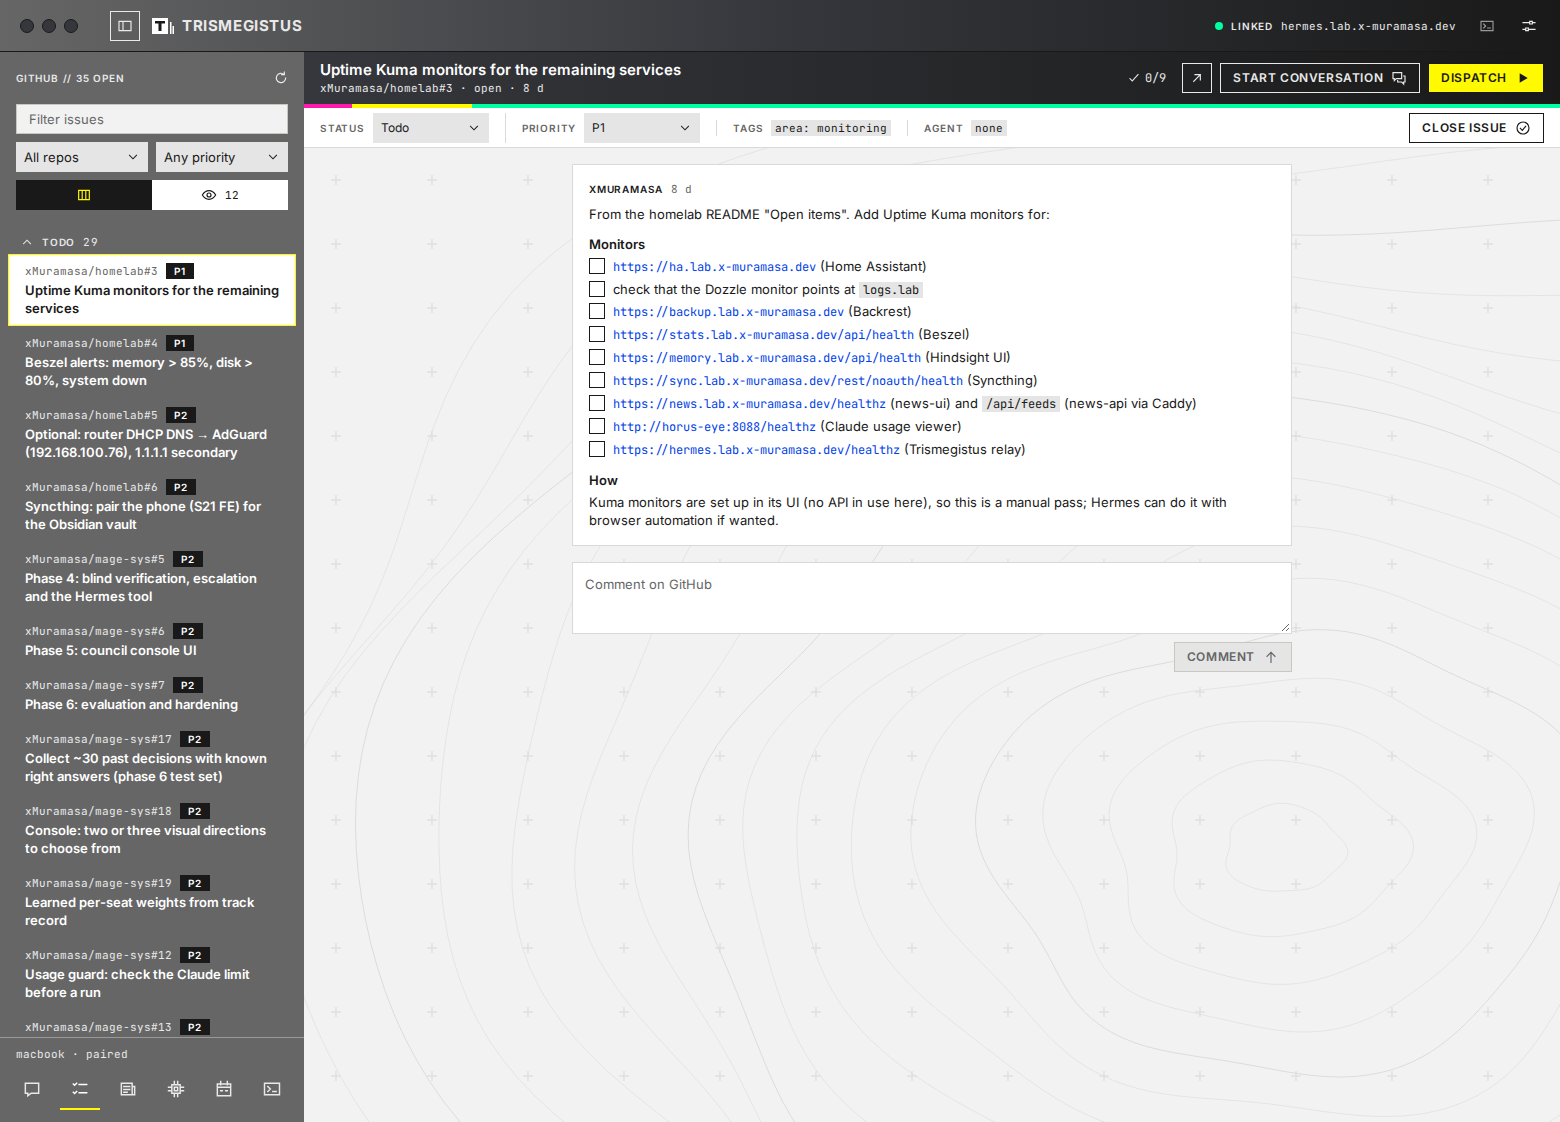 TRISMEGISTUS
LINKED hermes.lab.x-muramasa.dev
GITHUB // 35 OPEN
Filter issues
All repos
Any priority
12
TODO 29
xMuramasa/homelab#3 P1
Uptime Kuma monitors for the remaining
services
xMuramasa/homelab#4 P1
Beszel alerts: memory > 85%, disk >
80%, system down
xMuramasa/homelab#5 P2
Optional: router DHCP DNS → AdGuard
(192.168.100.76), 1.1.1.1 secondary
xMuramasa/homelab#6 P2
Syncthing: pair the phone (S21 FE) for
the Obsidian vault
xMuramasa/mage-sys#5 P2
Phase 4: blind verification, escalation
and the Hermes tool
xMuramasa/mage-sys#6 P2
Phase 5: council console UI
xMuramasa/mage-sys#7 P2
Phase 6: evaluation and hardening
xMuramasa/mage-sys#17 P2
Collect ~30 past decisions with known
right answers (phase 6 test set)
xMuramasa/mage-sys#18 P2
Console: two or three visual directions
to choose from
xMuramasa/mage-sys#19 P2
Learned per-seat weights from track
record
xMuramasa/mage-sys#12 P2
Usage guard: check the Claude limit
before a run
xMuramasa/mage-sys#13 P2
macbook · paired
Uptime Kuma monitors for the remaining services
xMuramasa/homelab#3 · open · 8 d
0/9
START CONVERSATION
DISPATCH
STATUS Todo
PRIORITY P1
TAGS area: monitoring
AGENT none
CLOSE ISSUE
XMURAMASA 8 d
From the homelab README "Open items". Add Uptime Kuma monitors for:
Monitors
https://ha.lab.x-muramasa.dev (Home Assistant)
check that the Dozzle monitor points at logs.lab
https://backup.lab.x-muramasa.dev (Backrest)
https://stats.lab.x-muramasa.dev/api/health (Beszel)
https://memory.lab.x-muramasa.dev/api/health (Hindsight UI)
https://sync.lab.x-muramasa.dev/rest/noauth/health (Syncthing)
https://news.lab.x-muramasa.dev/healthz (news-ui) and /api/feeds (news-api via Caddy)
http://horus-eye:8088/healthz (Claude usage viewer)
https://hermes.lab.x-muramasa.dev/healthz (Trismegistus relay)
How
Kuma monitors are set up in its UI (no API in use here), so this is a manual pass; Hermes can do it with
browser automation if wanted.
Comment on GitHub
COMMENT